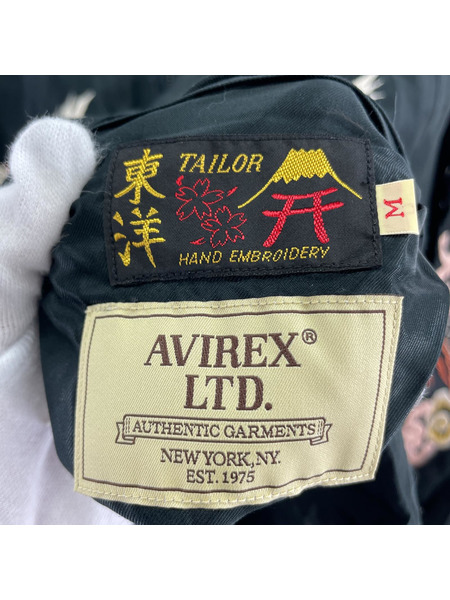 東洋
TAILOR
HAND EMBROIDERY
M
AVIREX®
LTD.
AUTHENTIC GARMENTS
NEW YORK, NY.
EST. 1975